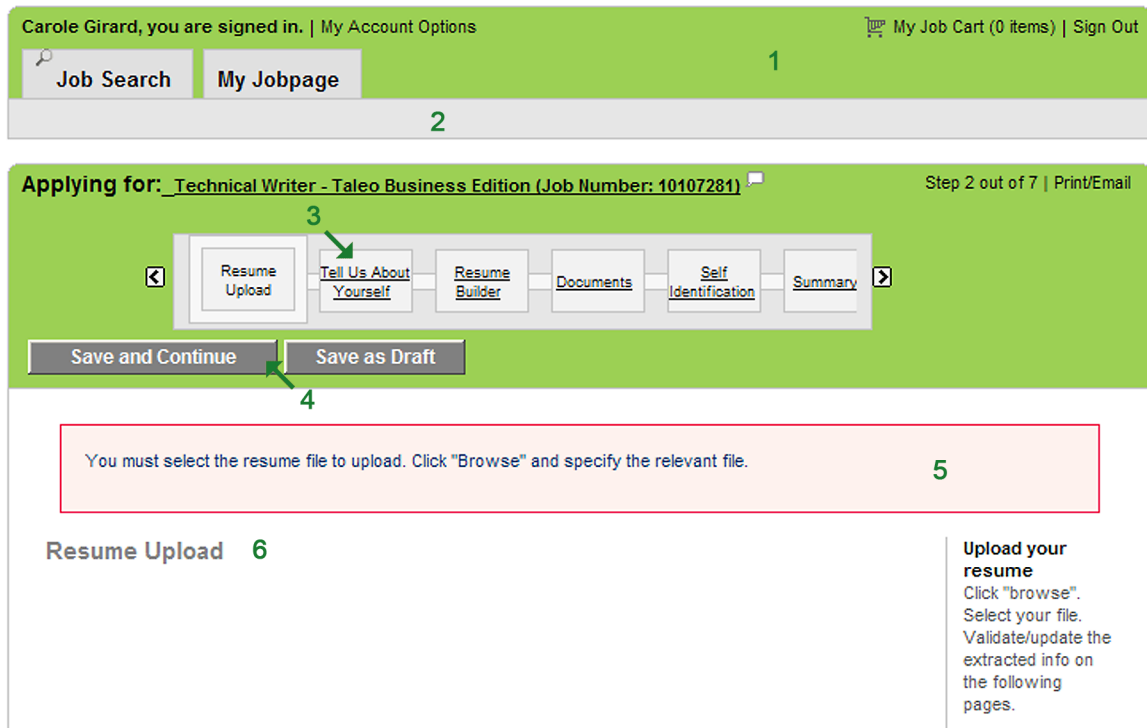 Carole Girard, you are signed in. | My Account Options
My Job Cart (0 items) | Sign Out
1
Job Search
My Jobpage
2
Applying for: Technical Writer - Taleo Business Edition (Job Number: 10107281)
Step 2 out of 7 | Print/Email
3
Resume
Upload
Tell Us About
Yourself
Resume
Builder
Documents
Self
Identification
Summary
Save and Continue
Save as Draft
4
You must select the resume file to upload. Click "Browse" and specify the relevant file.
5
Resume Upload
6
Upload your
resume
Click "browse".
Select your file.
Validate/update the
extracted info on
the following
pages.